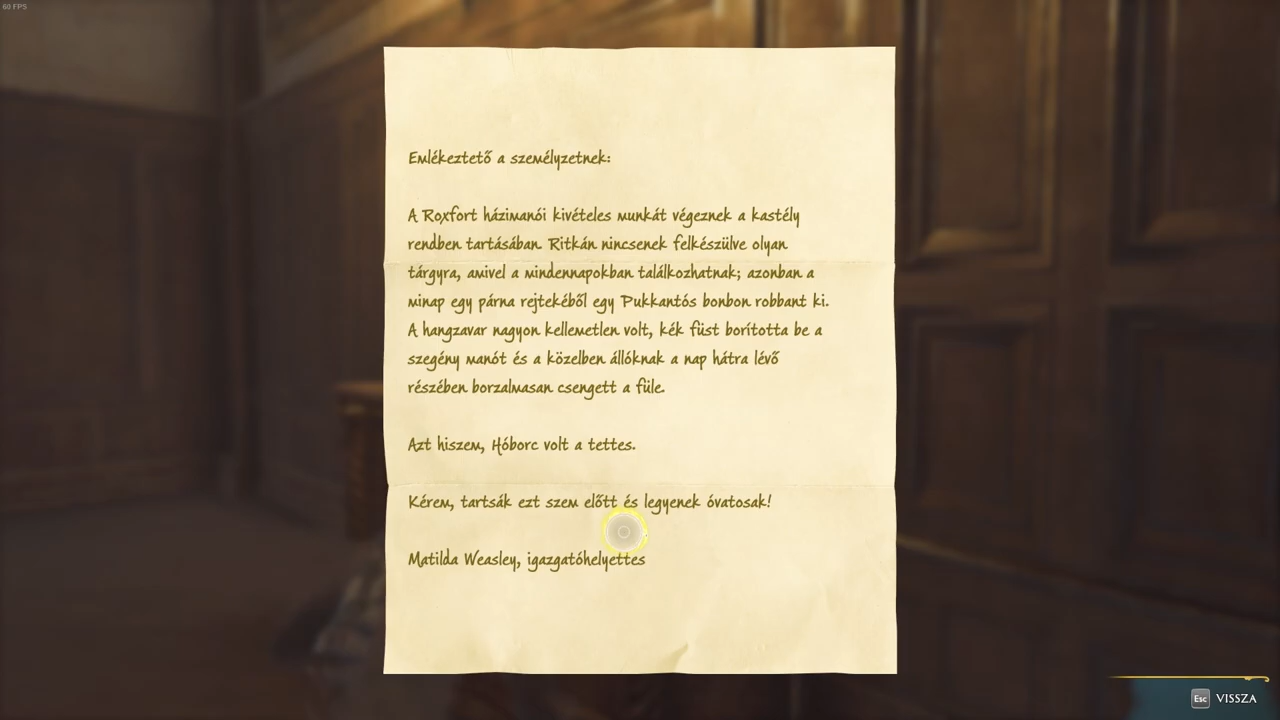 60 FPS
Emlékeztető a személyzetnek:
A Roxfort házimanói kivételes munkát végeznek a kastély
rendben tartásában. Ritkán nincsenek felkészülve olyan
tárgyra, amivel a mindennapokban találkozhatnak; azonban a
minap egy párna rejtekéből egy Pukkantós bonbon robbant ki.
A hangzavar nagyon kellemetlen volt, kék füst borította be a
szegény manót és a közelben állóknak a nap hátra lévő
részében borzalmasan csengett a füle.
Azt hiszem, Hóborc volt a tettes.
Kérem, tartsák ezt szem előtt és legyenek óvatosak!
Matilda Weasley, igazgatóhelyettes
Esc VISSZA